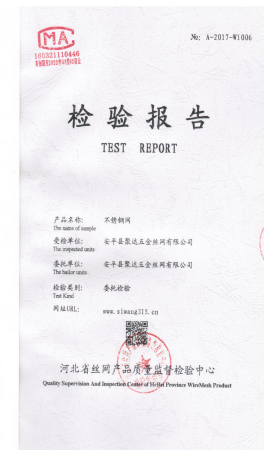 MA
160321110446
№: A-2017-W1006
检验报告
TEST REPORT
产品名称: 不锈钢网
The name of sample
受检单位: 安平县聚达五金丝网有限公司
The inspected units
委托单位: 安平县聚达五金丝网有限公司
The bailor units
检验类别: 委托检验
Test Kind
网址URL: www.siwang315.cn
河北省丝网产品质量监督检验中心
Quality Supervision And Inspection Center of HeBei Province WireMesh Product